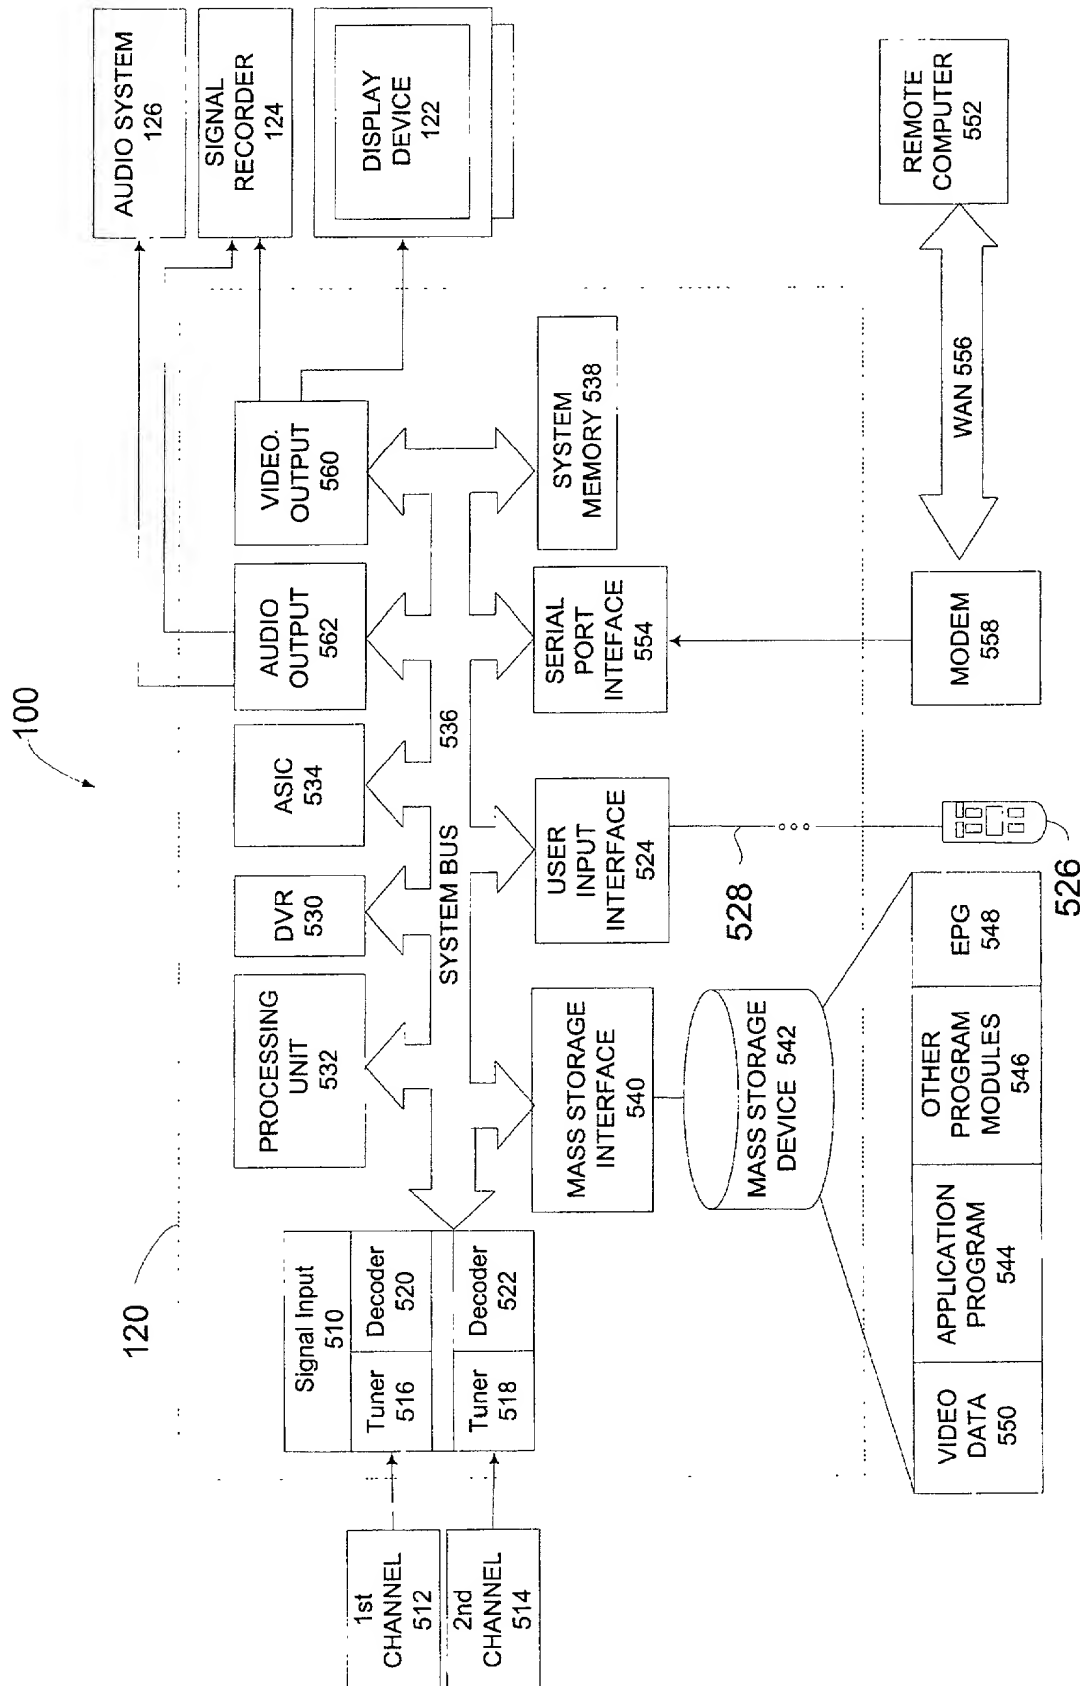 100
120
AUDIO SYSTEM
126
SIGNAL
RECORDER
124
DISPLAY
DEVICE
122
1st
CHANNEL
512
2nd
CHANNEL
514
Signal Input
510
Tuner
516
Decoder
520
Tuner
518
Decoder
522
PROCESSING
UNIT
532
DVR
530
ASIC
534
AUDIO
OUTPUT
562
VIDEO.
OUTPUT
560
SYSTEM BUS 536
MASS STORAGE
INTERFACE
540
USER
INPUT
INTERFACE
524
SERIAL
PORT
INTEFACE
554
SYSTEM
MEMORY 538
MASS STORAGE
DEVICE 542
528
526
MODEM
558
WAN 556
REMOTE
COMPUTER
552
VIDEO
DATA
550
APPLICATION
PROGRAM
544
OTHER
PROGRAM
MODULES
546
EPG
548